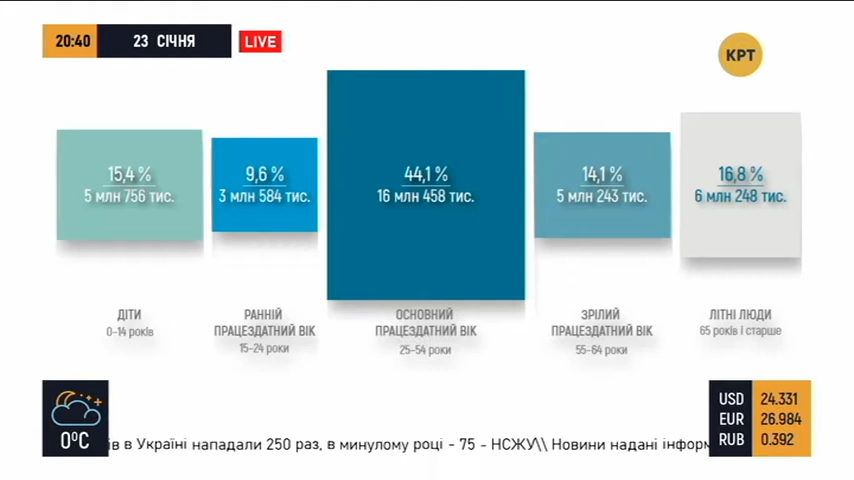 20:40 23 СІЧНЯ LIVE
КРТ
15,4 %
5 млн 756 тис.
9,6 %
3 млн 584 тис.
44,1 %
16 млн 458 тис.
14,1 %
5 млн 243 тис.
16,8 %
6 млн 248 тис.
ДІТИ
0–14 років
РАННІЙ
ПРАЦЕЗДАТНИЙ ВІК
15–24 роки
ОСНОВНИЙ
ПРАЦЕЗДАТНИЙ ВІК
25–54 роки
ЗРІЛИЙ
ПРАЦЕЗДАТНИЙ ВІК
55–64 роки
ЛІТНІ ЛЮДИ
65 років і старше
0°C
USD 24.331
EUR 26.984
RUB 0.392
в Україні нападали 250 раз, в минулому році - 75 - НСЖУ\\ Новини надані